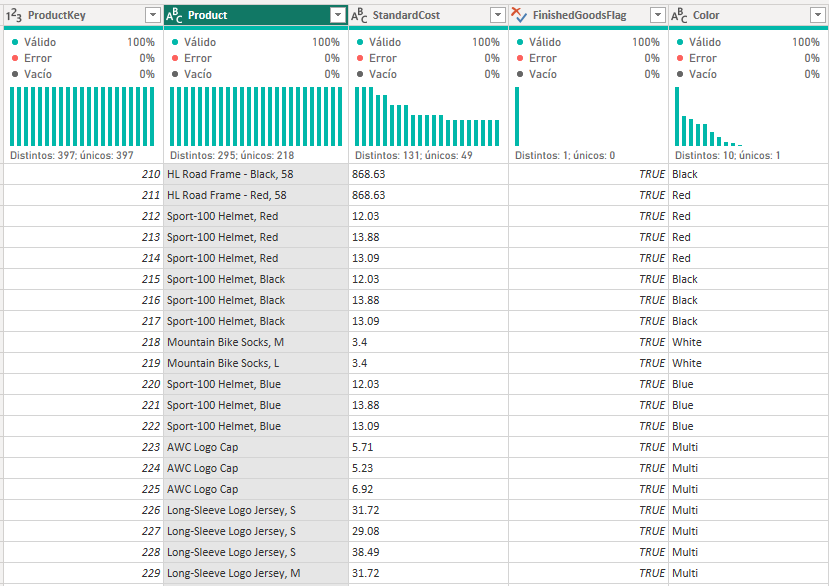 123 ProductKey ABC Product ABC StandardCost FinishedGoodsFlag ABC Color
Válido 100% Válido 100% Válido 100% Válido 100% Válido 100%
Error 0% Error 0% Error 0% Error 0% Error 0%
Vacío 0% Vacío 0% Vacío 0% Vacío 0% Vacío 0%
Distintos: 397; únicos: 397 Distintos: 295; únicos: 218 Distintos: 131; únicos: 49 Distintos: 1; únicos: 0 Distintos: 10; únicos: 1
210 HL Road Frame - Black, 58 868.63 TRUE Black
211 HL Road Frame - Red, 58 868.63 TRUE Red
212 Sport-100 Helmet, Red 12.03 TRUE Red
213 Sport-100 Helmet, Red 13.88 TRUE Red
214 Sport-100 Helmet, Red 13.09 TRUE Red
215 Sport-100 Helmet, Black 12.03 TRUE Black
216 Sport-100 Helmet, Black 13.88 TRUE Black
217 Sport-100 Helmet, Black 13.09 TRUE Black
218 Mountain Bike Socks, M 3.4 TRUE White
219 Mountain Bike Socks, L 3.4 TRUE White
220 Sport-100 Helmet, Blue 12.03 TRUE Blue
221 Sport-100 Helmet, Blue 13.88 TRUE Blue
222 Sport-100 Helmet, Blue 13.09 TRUE Blue
223 AWC Logo Cap 5.71 TRUE Multi
224 AWC Logo Cap 5.23 TRUE Multi
225 AWC Logo Cap 6.92 TRUE Multi
226 Long-Sleeve Logo Jersey, S 31.72 TRUE Multi
227 Long-Sleeve Logo Jersey, S 29.08 TRUE Multi
228 Long-Sleeve Logo Jersey, S 38.49 TRUE Multi
229 Long-Sleeve Logo Jersey, M 31.72 TRUE Multi